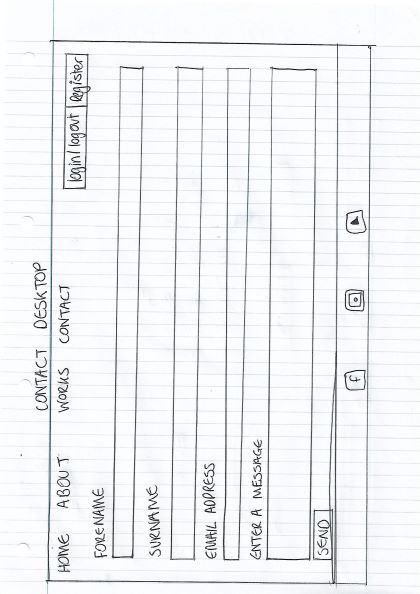 CONTACT DESKTOP
HOME ABOUT WORKS CONTACT
login/logout Register
FORENAME
SURNAME
EMAIL ADDRESS
ENTER A MESSAGE
SEND
f